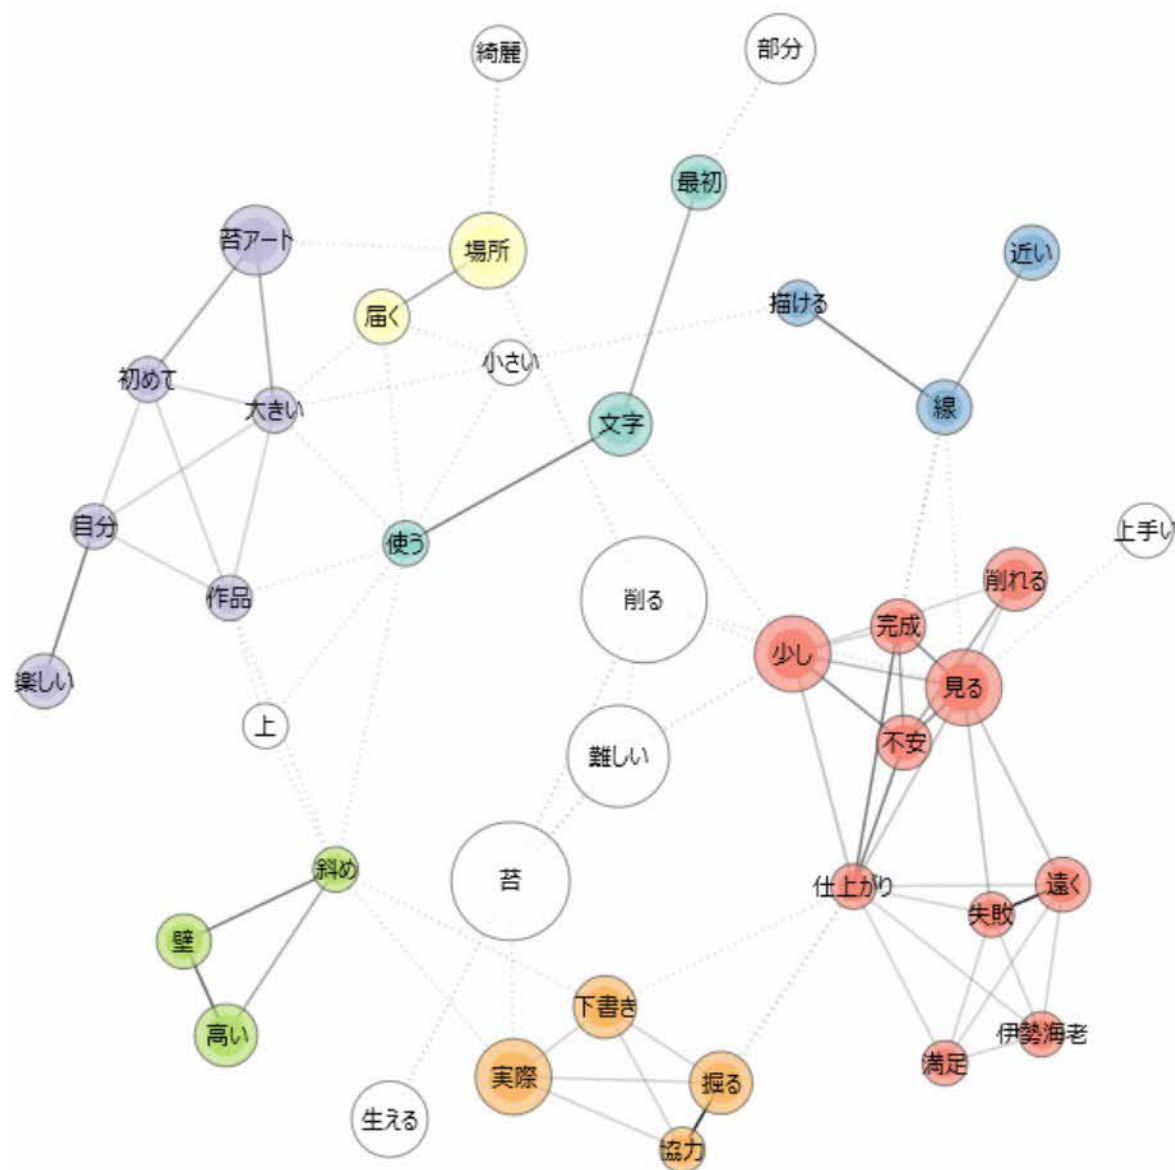 綺麗
部分
最初
苔アート
場所
近い
描ける
届く
小さい
初めて
大きい
線
文字
自分
使う
上手い
削れる
作品
削る
完成
少し
楽しい
見る
上
不安
難しい
斜め
苔
仕上がり
遠く
失敗
壁
下書き
高い
伊勢海老
満足
実際
掘る
生える
協力